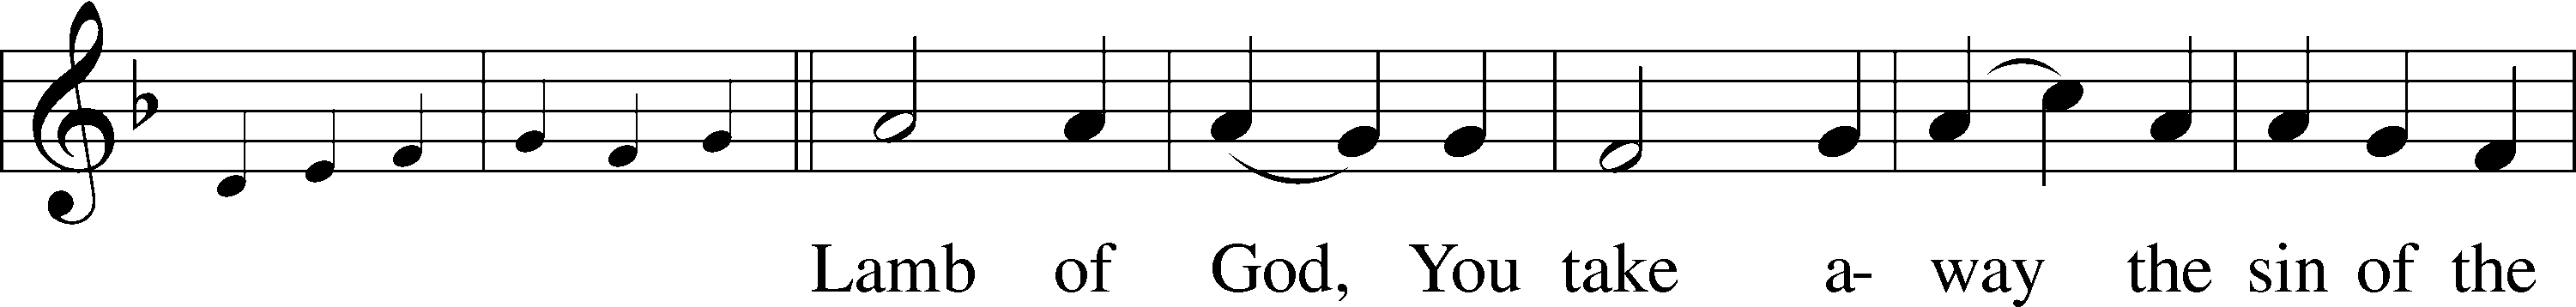 Lamb of God, You take a- way the sin of the